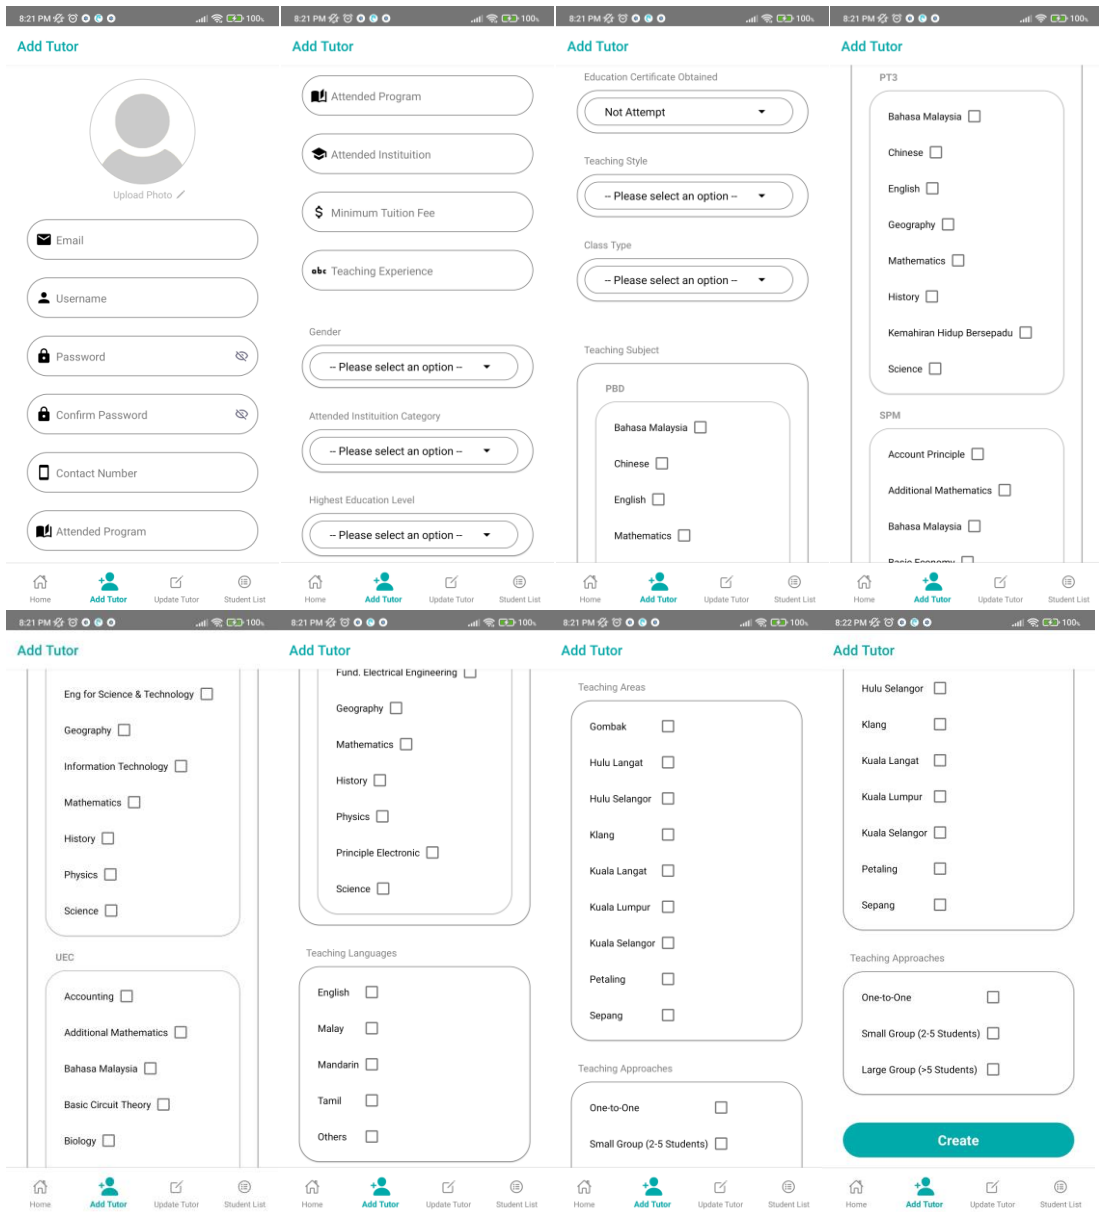 8:21 PM 100%
Add Tutor
Upload Photo
Email
Username
Password
Confirm Password
Contact Number
Attended Program
Home Add Tutor Update Tutor Student List
8:21 PM 100%
Add Tutor
Attended Program
Attended Instituition
$ Minimum Tuition Fee
abc Teaching Experience
Gender
-- Please select an option --
Attended Instituition Category
-- Please select an option --
Highest Education Level
-- Please select an option --
Home Add Tutor Update Tutor Student List
8:21 PM 100%
Add Tutor
Education Certificate Obtained
Not Attempt
Teaching Style
-- Please select an option --
Class Type
-- Please select an option --
Teaching Subject
PBD
Bahasa Malaysia
Chinese
English
Mathematics
Home Add Tutor Update Tutor Student List
8:21 PM 100%
Add Tutor
PT3
Bahasa Malaysia
Chinese
English
Geography
Mathematics
History
Kemahiran Hidup Bersepadu
Science
SPM
Account Principle
Additional Mathematics
Bahasa Malaysia
Basic Economy
Home Add Tutor Update Tutor Student List
8:21 PM 100%
Add Tutor
Eng for Science & Technology
Geography
Information Technology
Mathematics
History
Physics
Science
UEC
Accounting
Additional Mathematics
Bahasa Malaysia
Basic Circuit Theory
Biology
Home Add Tutor Update Tutor Student List
8:21 PM 100%
Add Tutor
Fund. Electrical Engineering
Geography
Mathematics
History
Physics
Principle Electronic
Science
Teaching Languages
English
Malay
Mandarin
Tamil
Others
Home Add Tutor Update Tutor Student List
8:21 PM 100%
Add Tutor
Teaching Areas
Gombak
Hulu Langat
Hulu Selangor
Klang
Kuala Langat
Kuala Lumpur
Kuala Selangor
Petaling
Sepang
Teaching Approaches
One-to-One
Small Group (2-5 Students)
Home Add Tutor Update Tutor Student List
8:22 PM 100%
Add Tutor
Hulu Selangor
Klang
Kuala Langat
Kuala Lumpur
Kuala Selangor
Petaling
Sepang
Teaching Approaches
One-to-One
Small Group (2-5 Students)
Large Group (>5 Students)
Create
Home Add Tutor Update Tutor Student List